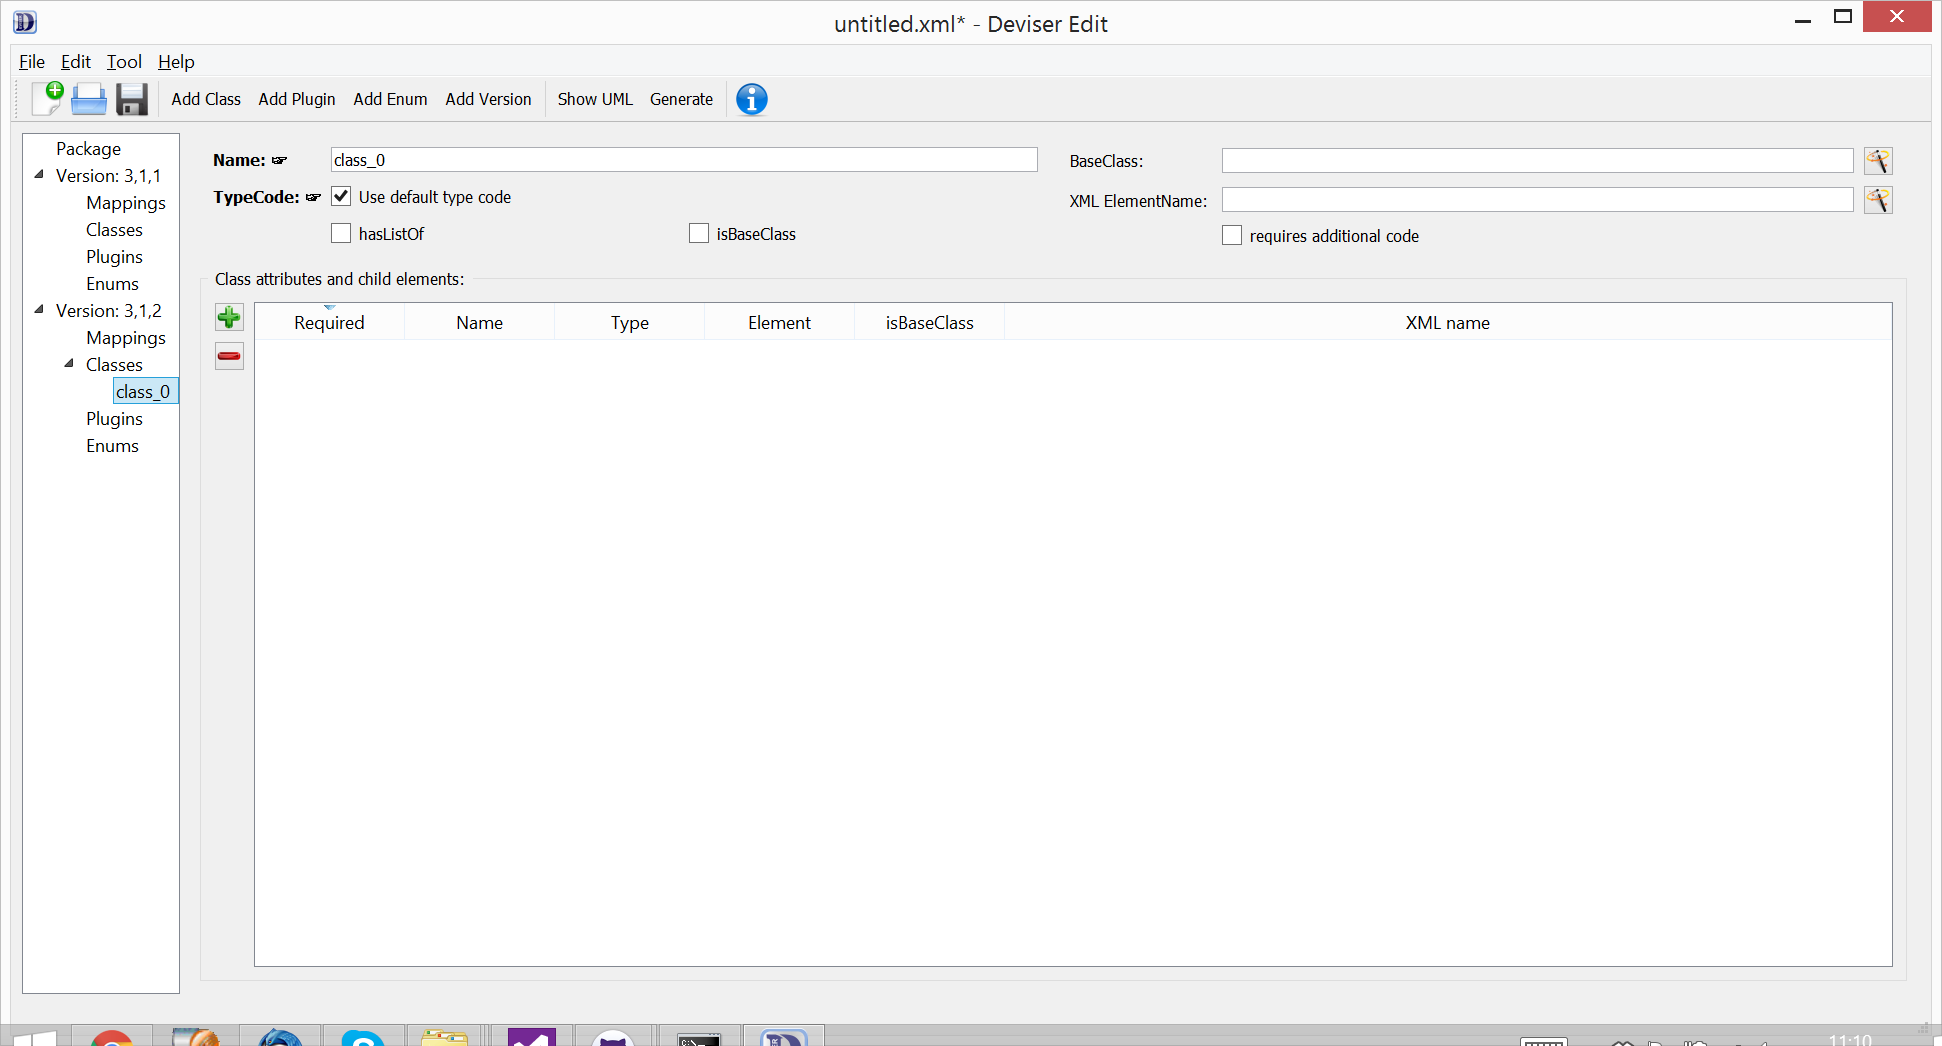 untitled.xml* - Deviser Edit
File Edit Tool Help
Add Class Add Plugin Add Enum Add Version Show UML Generate
Package
Version: 3,1,1
Mappings
Classes
Plugins
Enums
Version: 3,1,2
Mappings
Classes
class_0
Plugins
Enums
Name: class_0
BaseClass:
TypeCode: Use default type code
XML ElementName:
hasListOf isBaseClass
requires additional code
Class attributes and child elements:
Required Name Type Element isBaseClass XML name
11:10